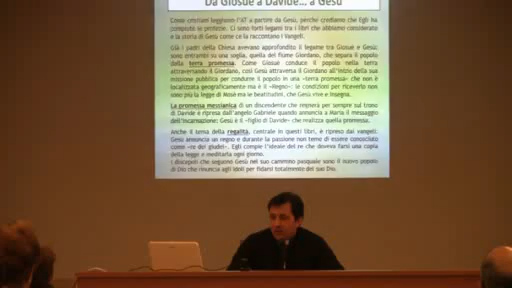 Da Giosuè a Davide... a Gesù
Come cristiani leggiamo l'AT a partire da Gesù, perché crediamo che Egli ha
compiuto le promesse. Ci sono forti legami tra i libri che abbiamo considerato
e la storia di Gesù come ce la raccontano i Vangeli.
Già i padri della Chiesa avevano approfondito il legame tra Giosuè e Gesù:
sono entrambi su una soglia, quella del fiume Giordano, che separa il popolo
dalla terra promessa. Come Giosuè conduce il popolo nella terra
attraversando il Giordano, così Gesù attraversa il Giordano all'inizio della sua
missione pubblica per condurre il popolo in una «terra promessa» che non è
localizzata geograficamente ma è il «Regno»: le condizioni per riceverlo non
sono più la legge di Mosè ma le beatitudini, che Gesù vive e insegna.
La promessa messianica di un discendente che regnerà per sempre sul trono
di Davide è ripresa dall'angelo Gabriele quando annuncia a Maria il messaggio
dell'incarnazione: Gesù è il «figlio di Davide» che realizza quella promessa.
Anche il tema della regalità, centrale in questi libri, è ripreso dai vangeli:
Gesù annuncia un regno e durante la passione non teme di essere conosciuto
come «re dei giudei». Egli compie l'ideale del re che doveva farsi una copia
della legge e meditarla ogni giorno.
I discepoli che seguono Gesù nel suo cammino pasquale sono il nuovo popolo
di Dio che rinuncia agli idoli per fidarsi totalmente del suo Dio.